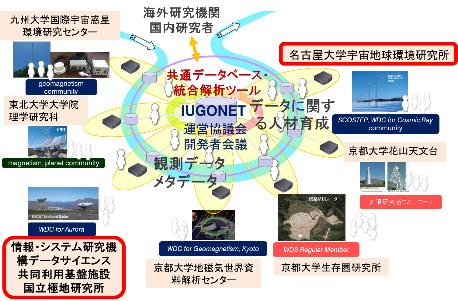 九州大学国際宇宙惑星
環境研究センター
海外研究機関
国内研究者
geomagnetism
community
東北大学大学院
理学研究科
magnetism, planet community
WDC for Aurora
情報・システム研究機
構データサイエンス
共同利用基盤施設
国立極地研究所
共通データベース・
統合解析ツール
IUGONET
運営協議会
開発者会議
データに関す
る人材育成
観測データ
メタデータ
名古屋大学宇宙地球環境研究所
SCOSTEP, WDC for Cosmic Ray
community
京都大学花山天文台
WDC for Geomagnetism, Kyoto
京都大学地磁気世界資
料解析センター
WDS Regular Member
京都大学生存圏研究所